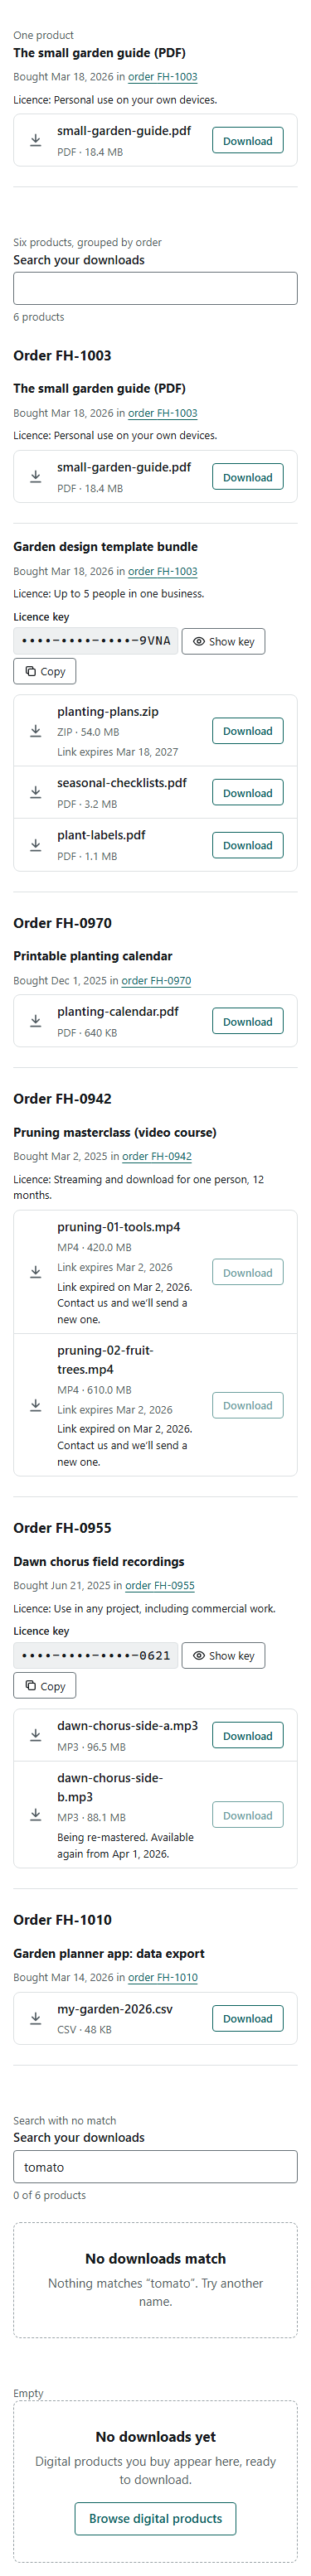 One product
The small garden guide (PDF)
Bought Mar 18, 2026 in order FH-1003
Licence: Personal use on your own devices.
small-garden-guide.pdf
PDF · 18.4 MB
Download
Six products, grouped by order
Search your downloads
6 products
Order FH-1003
The small garden guide (PDF)
Bought Mar 18, 2026 in order FH-1003
Licence: Personal use on your own devices.
small-garden-guide.pdf
PDF · 18.4 MB
Download
Garden design template bundle
Bought Mar 18, 2026 in order FH-1003
Licence: Up to 5 people in one business.
Licence key
••••-••••-••••-9VNA
Show key
Copy
planting-plans.zip
ZIP · 54.0 MB
Link expires Mar 18, 2027
Download
seasonal-checklists.pdf
PDF · 3.2 MB
Download
plant-labels.pdf
PDF · 1.1 MB
Download
Order FH-0970
Printable planting calendar
Bought Dec 1, 2025 in order FH-0970
planting-calendar.pdf
PDF · 640 KB
Download
Order FH-0942
Pruning masterclass (video course)
Bought Mar 2, 2025 in order FH-0942
Licence: Streaming and download for one person, 12
months.
pruning-01-tools.mp4
MP4 · 420.0 MB
Link expires Mar 2, 2026
Link expired on Mar 2, 2026.
Contact us and we'll send a
new one.
Download
pruning-02-fruit-
trees.mp4
MP4 · 610.0 MB
Link expires Mar 2, 2026
Link expired on Mar 2, 2026.
Contact us and we'll send a
new one.
Download
Order FH-0955
Dawn chorus field recordings
Bought Jun 21, 2025 in order FH-0955
Licence: Use in any project, including commercial work.
Licence key
••••-••••-••••-0621
Show key
Copy
dawn-chorus-side-a.mp3
MP3 · 96.5 MB
Download
dawn-chorus-side-
b.mp3
MP3 · 88.1 MB
Being re-mastered. Available
again from Apr 1, 2026.
Download
Order FH-1010
Garden planner app: data export
Bought Mar 14, 2026 in order FH-1010
my-garden-2026.csv
CSV · 48 KB
Download
Search with no match
Search your downloads
tomato
0 of 6 products
No downloads match
Nothing matches “tomato”. Try another
name.
Empty
No downloads yet
Digital products you buy appear here, ready
to download.
Browse digital products